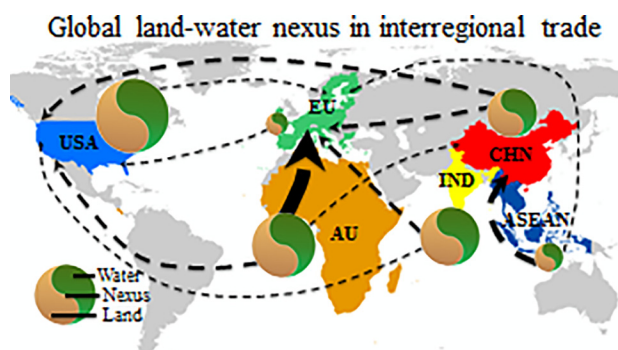 Global land-water nexus in interregional trade
EU
USA
CHN
IND
ASEAN
AU
Water
Nexus
Land